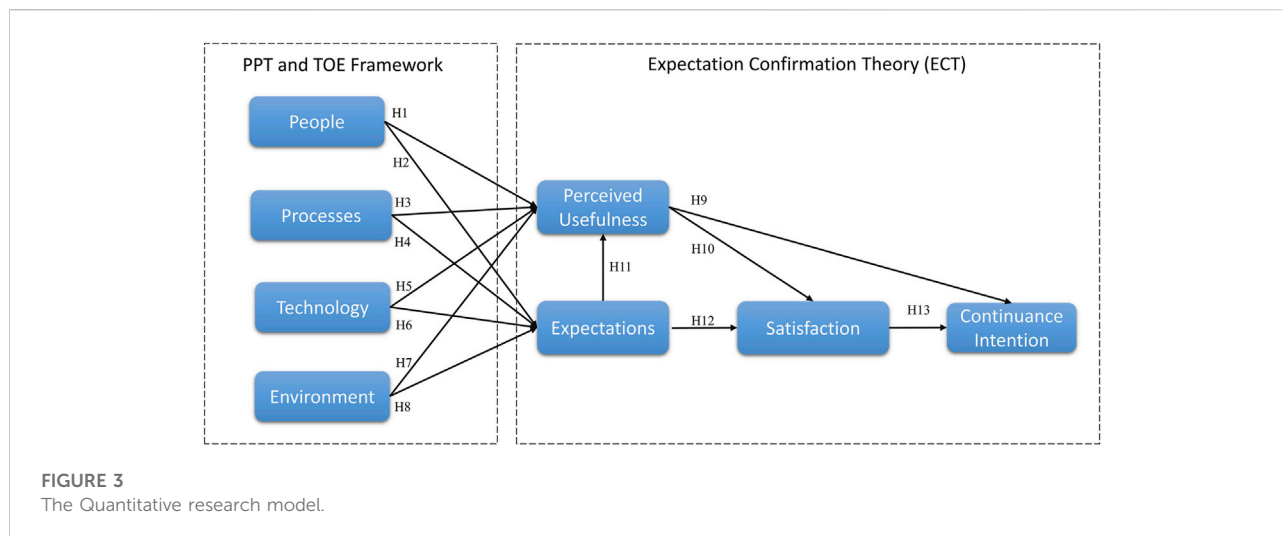 PPT and TOE Framework
Expectation Confirmation Theory (ECT)
People
H1
H2
Processes
H3
H4
Technology
H5
H6
Environment
H7
H8
Perceived
Usefulness
H9
H10
H11
Expectations
H12
Satisfaction
H13
Continuance
Intention
FIGURE 3
The Quantitative research model.